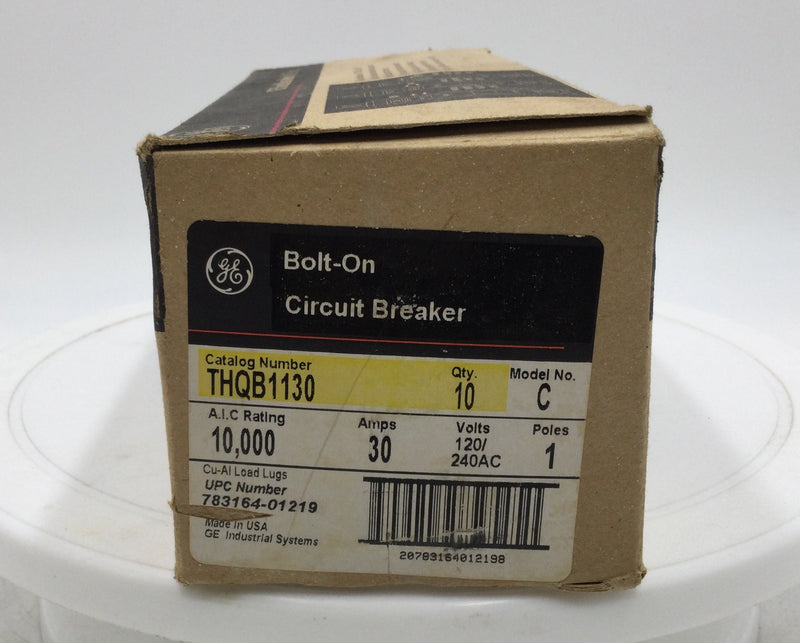 GE
Bolt-On
Circuit Breaker
Catalog Number Qty. Model No.
THQB1130 10 C
A.I.C Rating Amps Volts Poles
10,000 30 120/ 1
240AC
Cu-Al Load Lugs
UPC Number
783164-01219
Made in USA
GE Industrial Systems
20783164012198